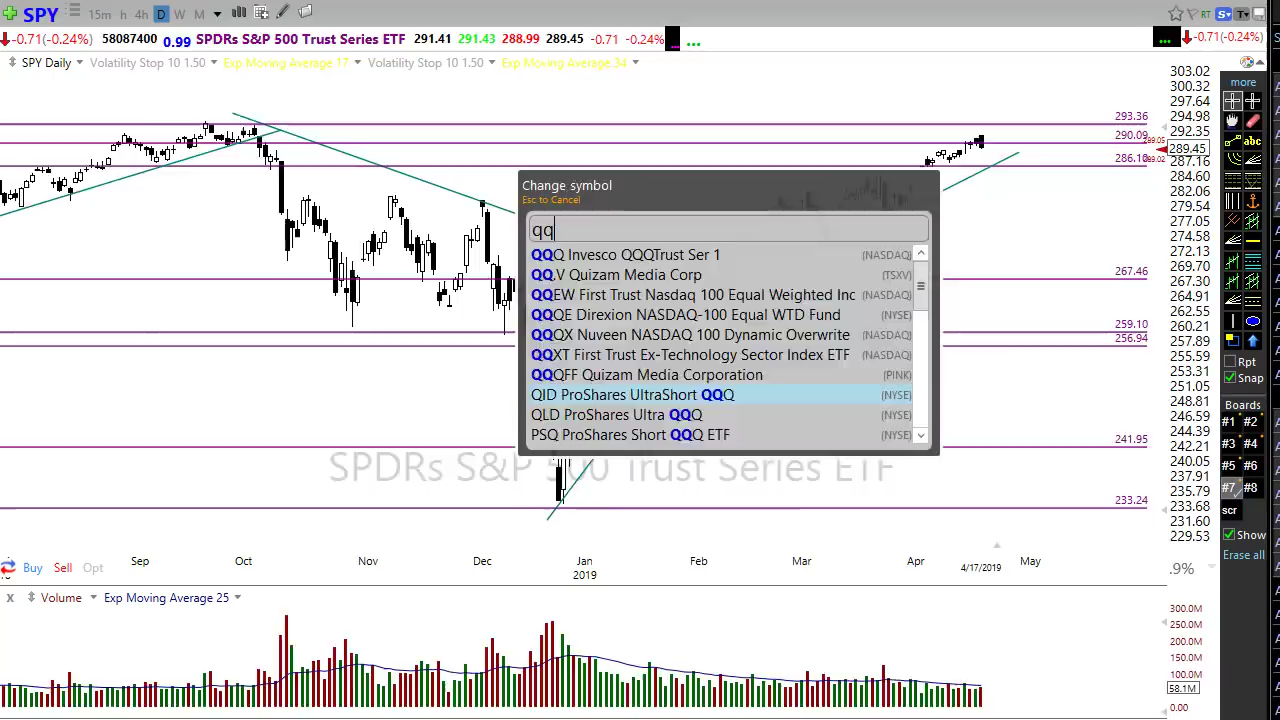 SPY 15m h 4h D W M RT S T
-0.71(-0.24%) 58087400 0.99 SPDRs S&P 500 Trust Series ETF 291.41 291.43 288.99 289.45 -0.71 -0.24% ... ... -0.71(-0.24%)
SPY Daily Volatility Stop 10 1.50 Exp Moving Average 17 Volatility Stop 10 1.50 Exp Moving Average 34
303.02
300.32
297.64
294.98
292.35
289.45
287.16
284.60
282.06
279.54
277.05
274.58
272.13
269.70
267.30
264.91
262.55
260.21
257.89
255.59
253.31
251.05
248.81
246.59
244.39
242.21
240.05
237.91
235.79
233.68
231.60
229.53
293.36
290.09
286.10
289.02
267.46
259.10
256.94
241.95
233.24
Change symbol
Esc to Cancel
qq
QQQ Invesco QQQTrust Ser 1 (NASDAQ)
QQ.V Quizam Media Corp (TSXV)
QQEW First Trust Nasdaq 100 Equal Weighted Inc (NASDAQ)
QQQE Direxion NASDAQ-100 Equal WTD Fund (NYSE)
QQQX Nuveen NASDAQ 100 Dynamic Overwrite (NASDAQ)
QQXT First Trust Ex-Technology Sector Index ETF (NASDAQ)
QQQFF Quizam Media Corporation (PINK)
QID ProShares UltraShort QQQ (NYSE)
QLD ProShares Ultra QQQ (NYSE)
PSQ ProShares Short QQQ ETF (NYSE)
SPDRs S&P 500 Trust Series ETF
Sep Oct Nov Dec Jan Feb Mar Apr May
2019 4/17/2019
Buy Sell Opt .9%
X Volume Exp Moving Average 25
300.0M
250.0M
200.0M
150.0M
100.0M
58.1M
0.00
more
abc
Rpt
Snap
Boards
#1 #2
#3 #4
#5 #6
#7 #8
scr
Show
Erase all